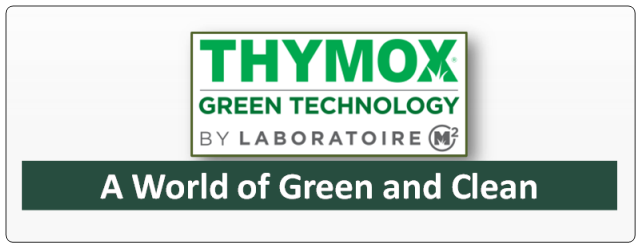 THYMOX®
GREEN TECHNOLOGY
BY LABORATOIRE M²
A World of Green and Clean